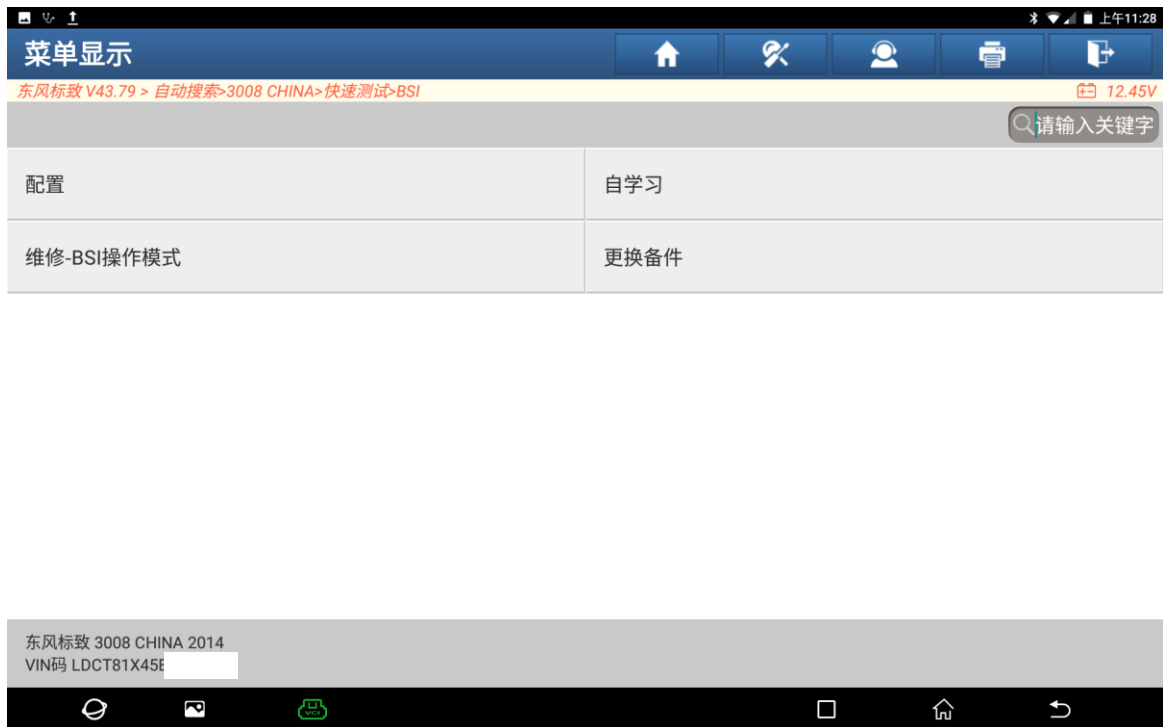 上午11:28
菜单显示
东风标致 V43.79 > 自动搜索>3008 CHINA>快速测试>BSI
12.45V
请输入关键字
配置
自学习
维修-BSI操作模式
更换备件
东风标致 3008 CHINA 2014
VIN码 LDCT81X45
VCI